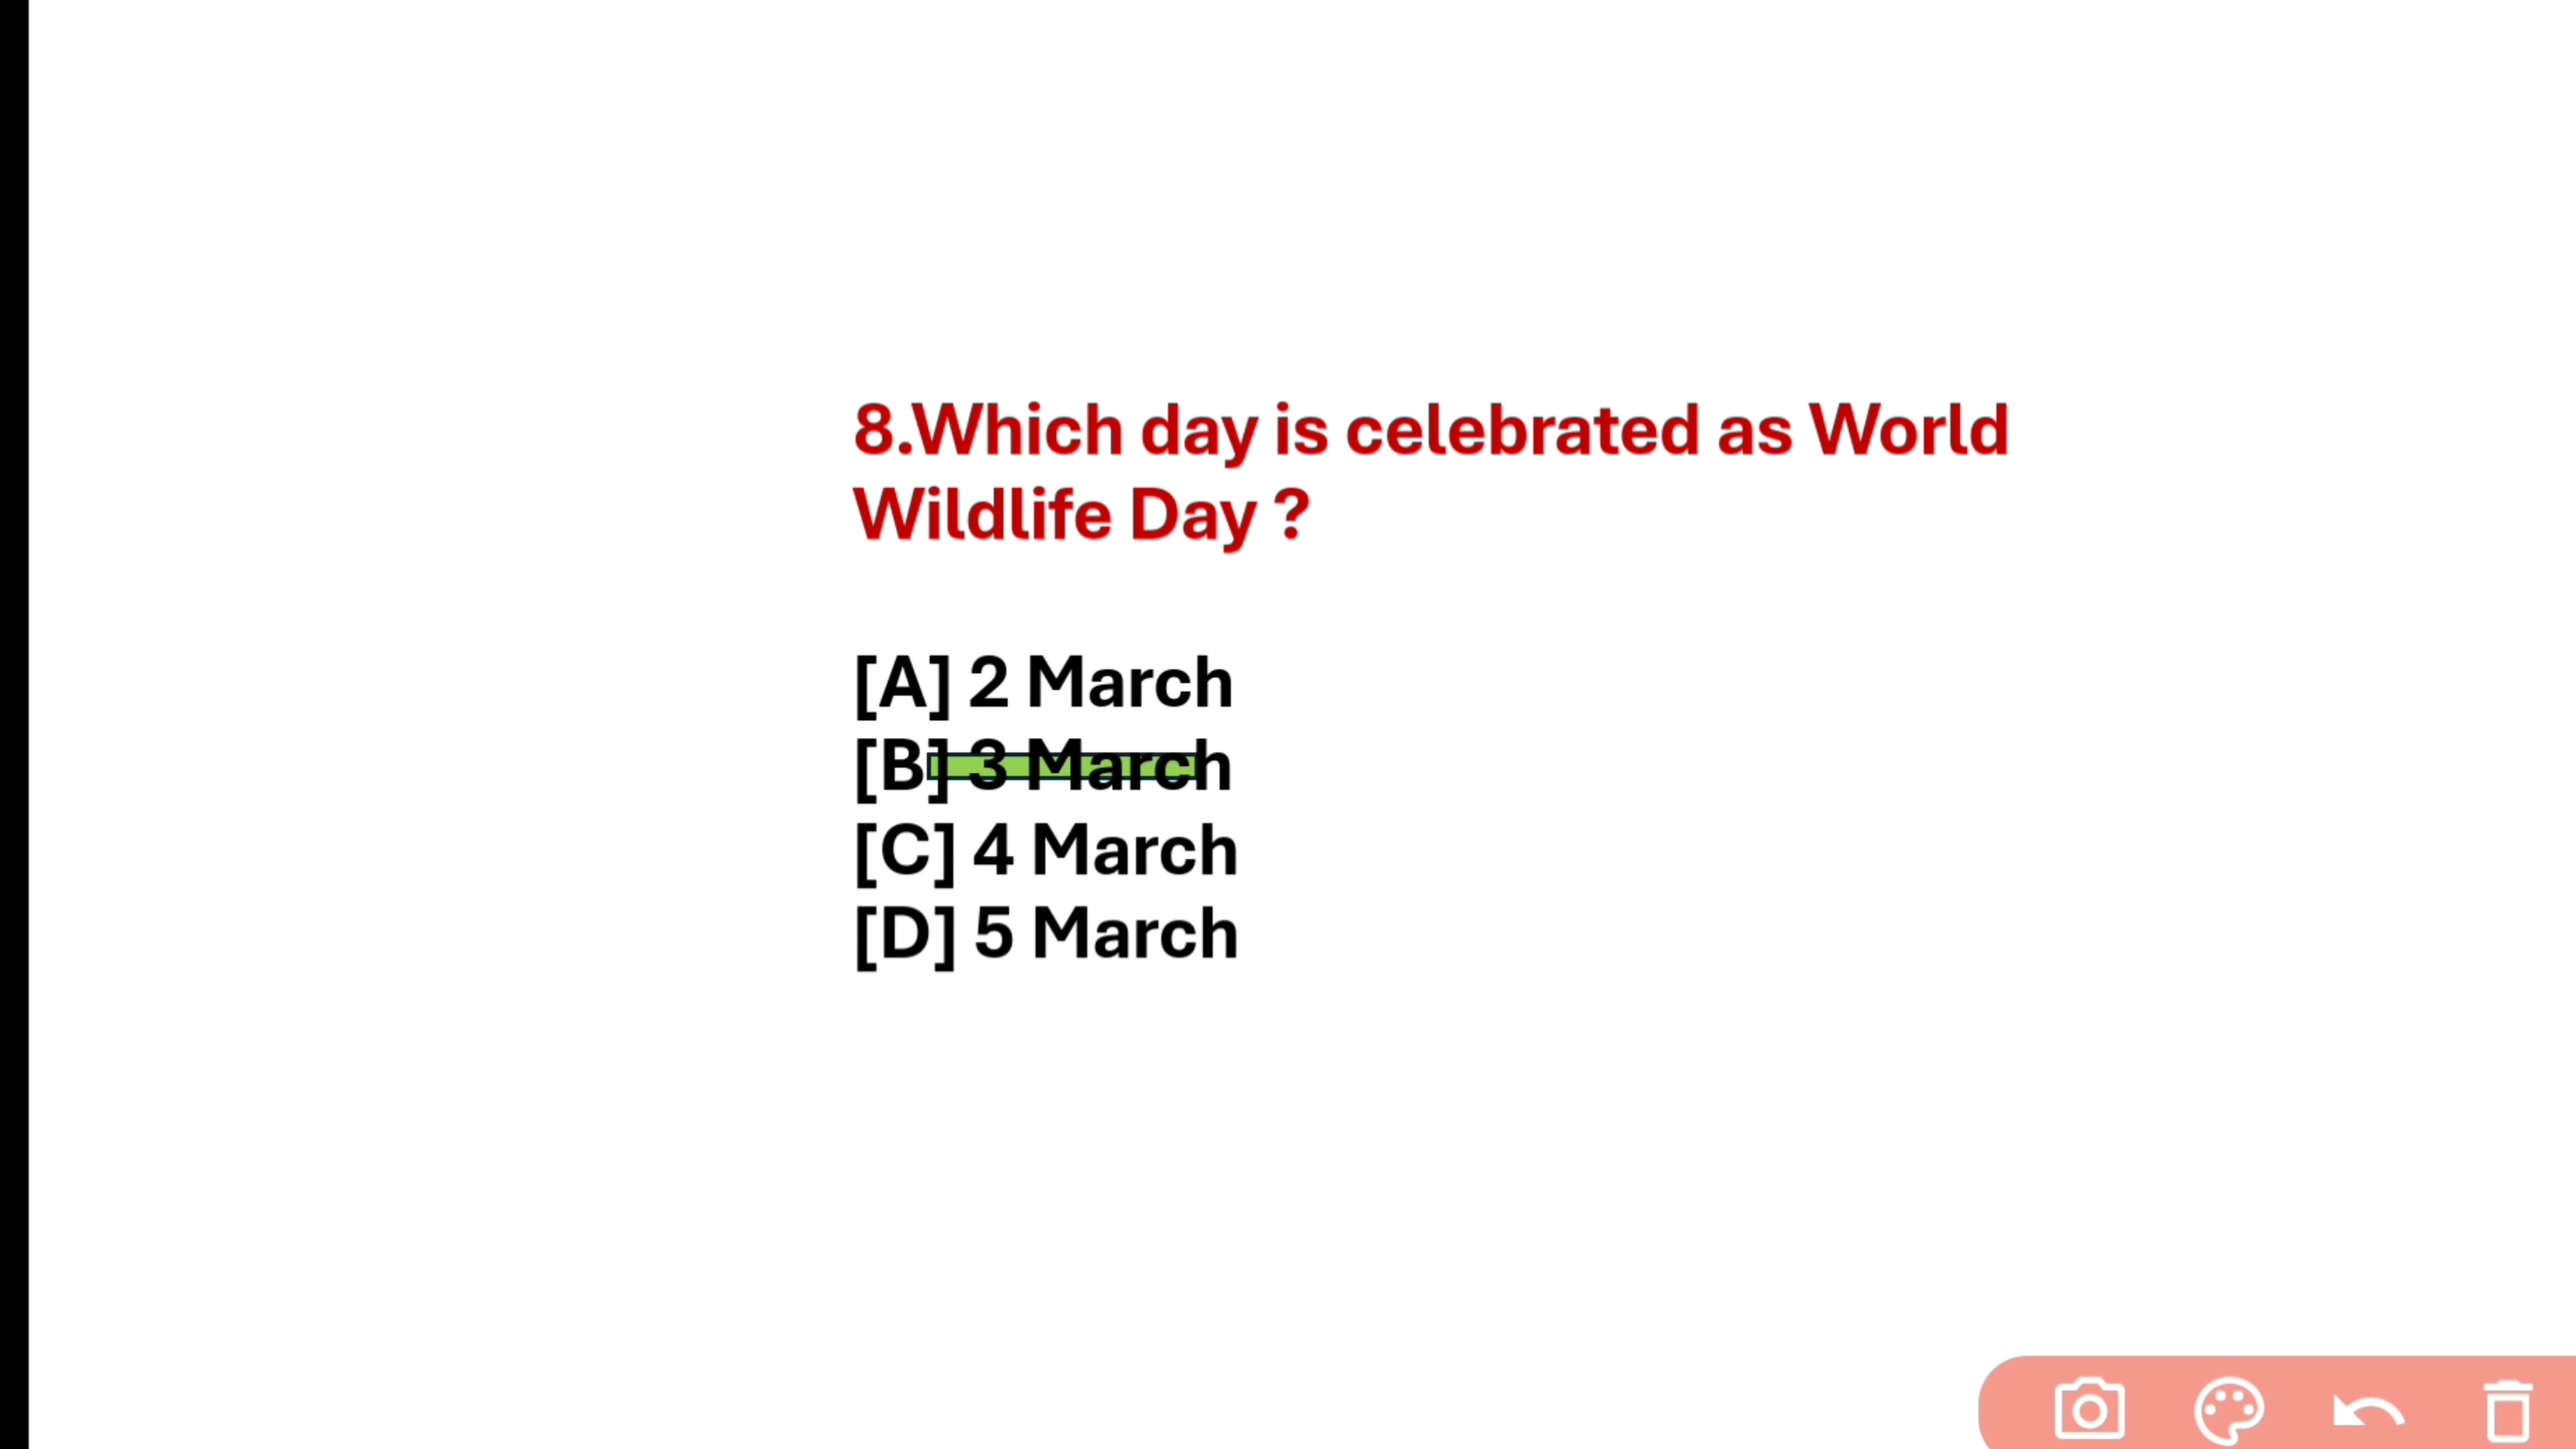 8.Which day is celebrated as World
Wildlife Day ?
[A] 2 March
[B] 3 March
[C] 4 March
[D] 5 March